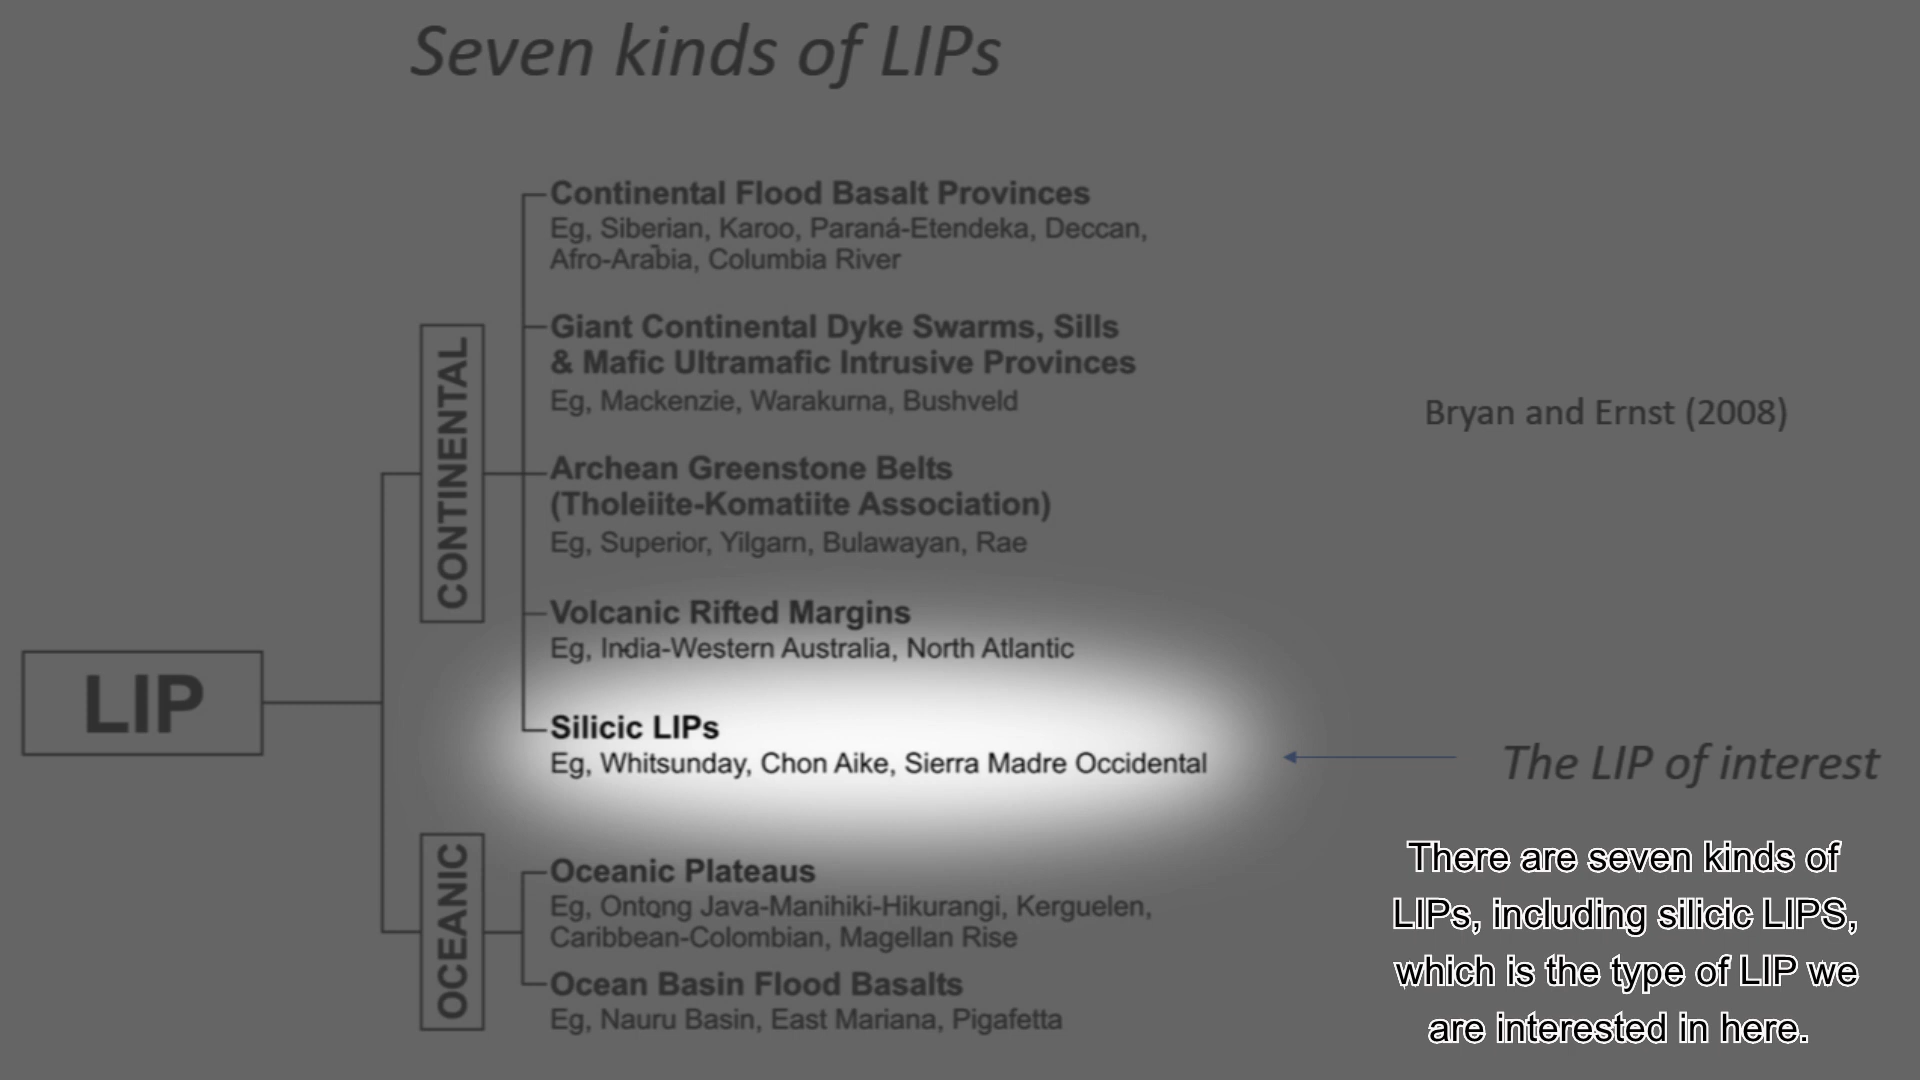 Seven kinds of LIPs
Continental Flood Basalt Provinces
Eg, Siberian, Karoo, Paraná-Etendeka, Deccan,
Afro-Arabia, Columbia River
Giant Continental Dyke Swarms, Sills
& Mafic Ultramafic Intrusive Provinces
Eg, Mackenzie, Warakurna, Bushveld
Archean Greenstone Belts
(Tholeiite-Komatiite Association)
Eg, Superior, Yilgarn, Bulawayan, Rae
Volcanic Rifted Margins
Eg, India-Western Australia, North Atlantic
Silicic LIPs
Eg, Whitsunday, Chon Aike, Sierra Madre Occidental
CONTINENTAL
LIP
OCEANIC
Oceanic Plateaus
Eg, Ontong Java-Manihiki-Hikurangi, Kerguelen,
Caribbean-Colombian, Magellan Rise
Ocean Basin Flood Basalts
Eg, Nauru Basin, East Mariana, Pigafetta
Bryan and Ernst (2008)
The LIP of interest
There are seven kinds of
LIPs, including silicic LIPS,
which is the type of LIP we
are interested in here.